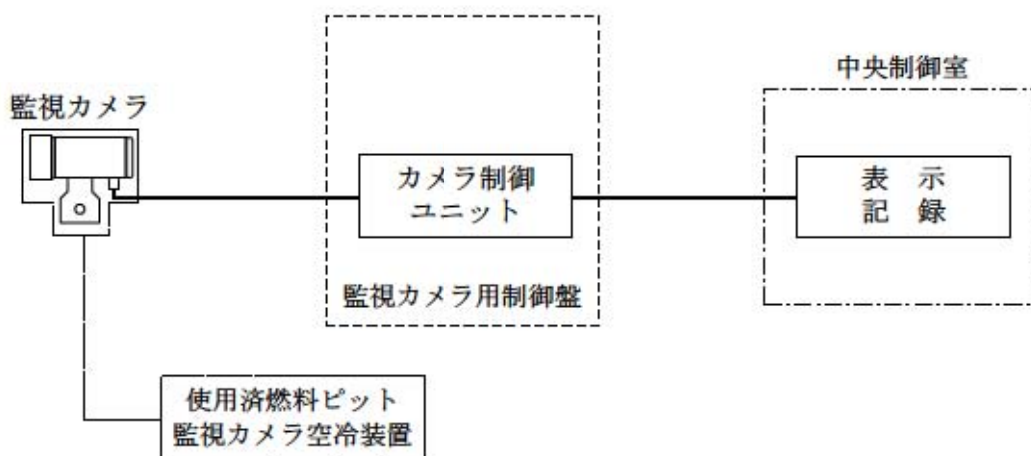 中央制御室
監視カメラ
カメラ制御
ユニット
表 示
記 録
監視カメラ用制御盤
使用済燃料ピット
監視カメラ空冷装置